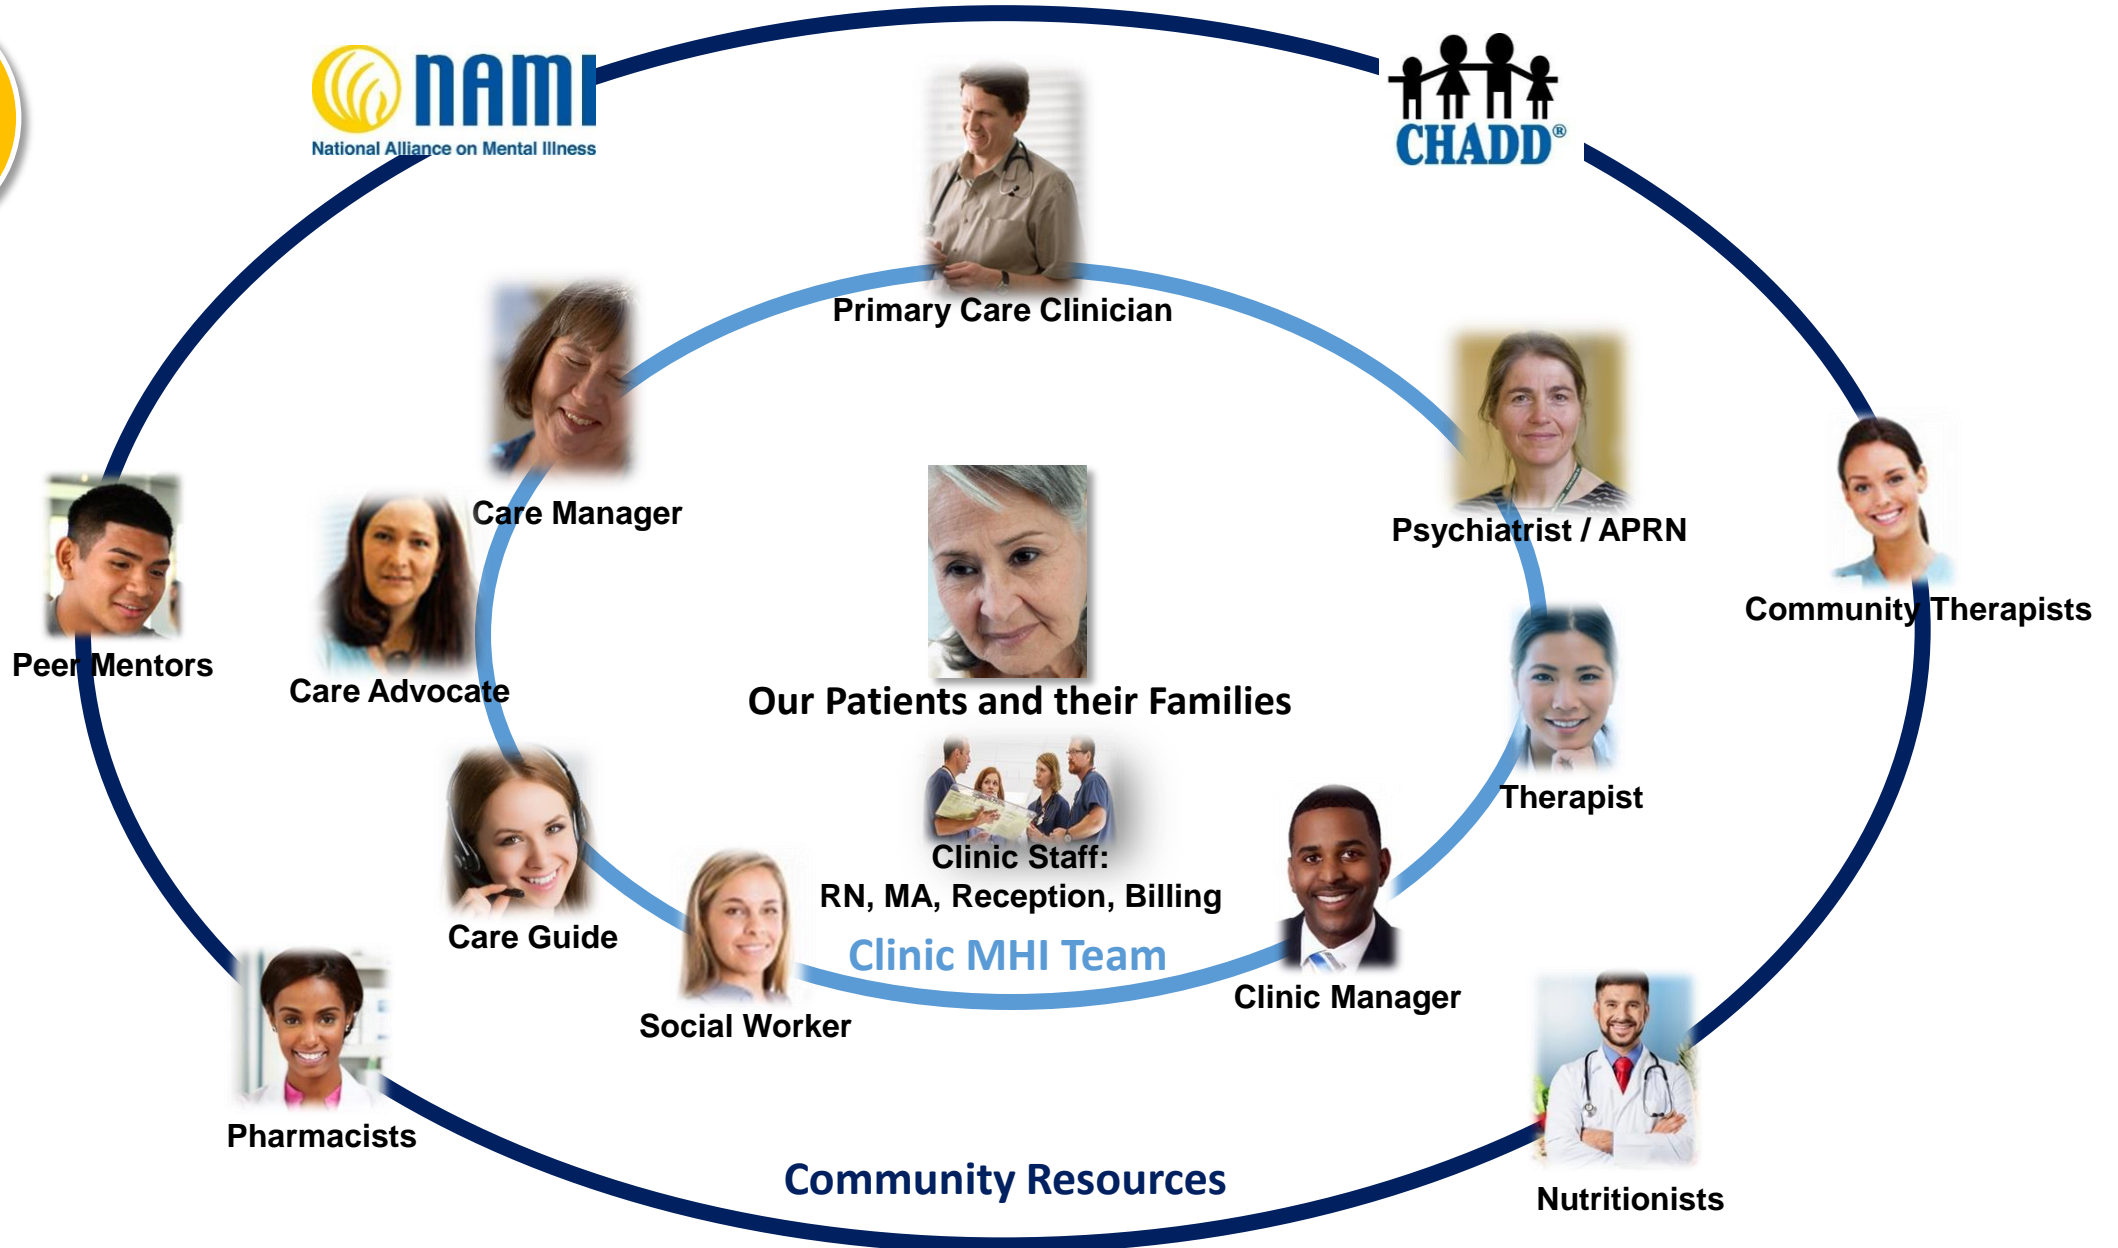 NAMI
National Alliance on Mental Illness
CHADD®
Primary Care Clinician
Care Manager
Psychiatrist / APRN
Community Therapists
Peer Mentors
Care Advocate
Our Patients and their Families
Therapist
Clinic Staff:
RN, MA, Reception, Billing
Care Guide
Clinic MHI Team
Clinic Manager
Social Worker
Pharmacists
Community Resources
Nutritionists